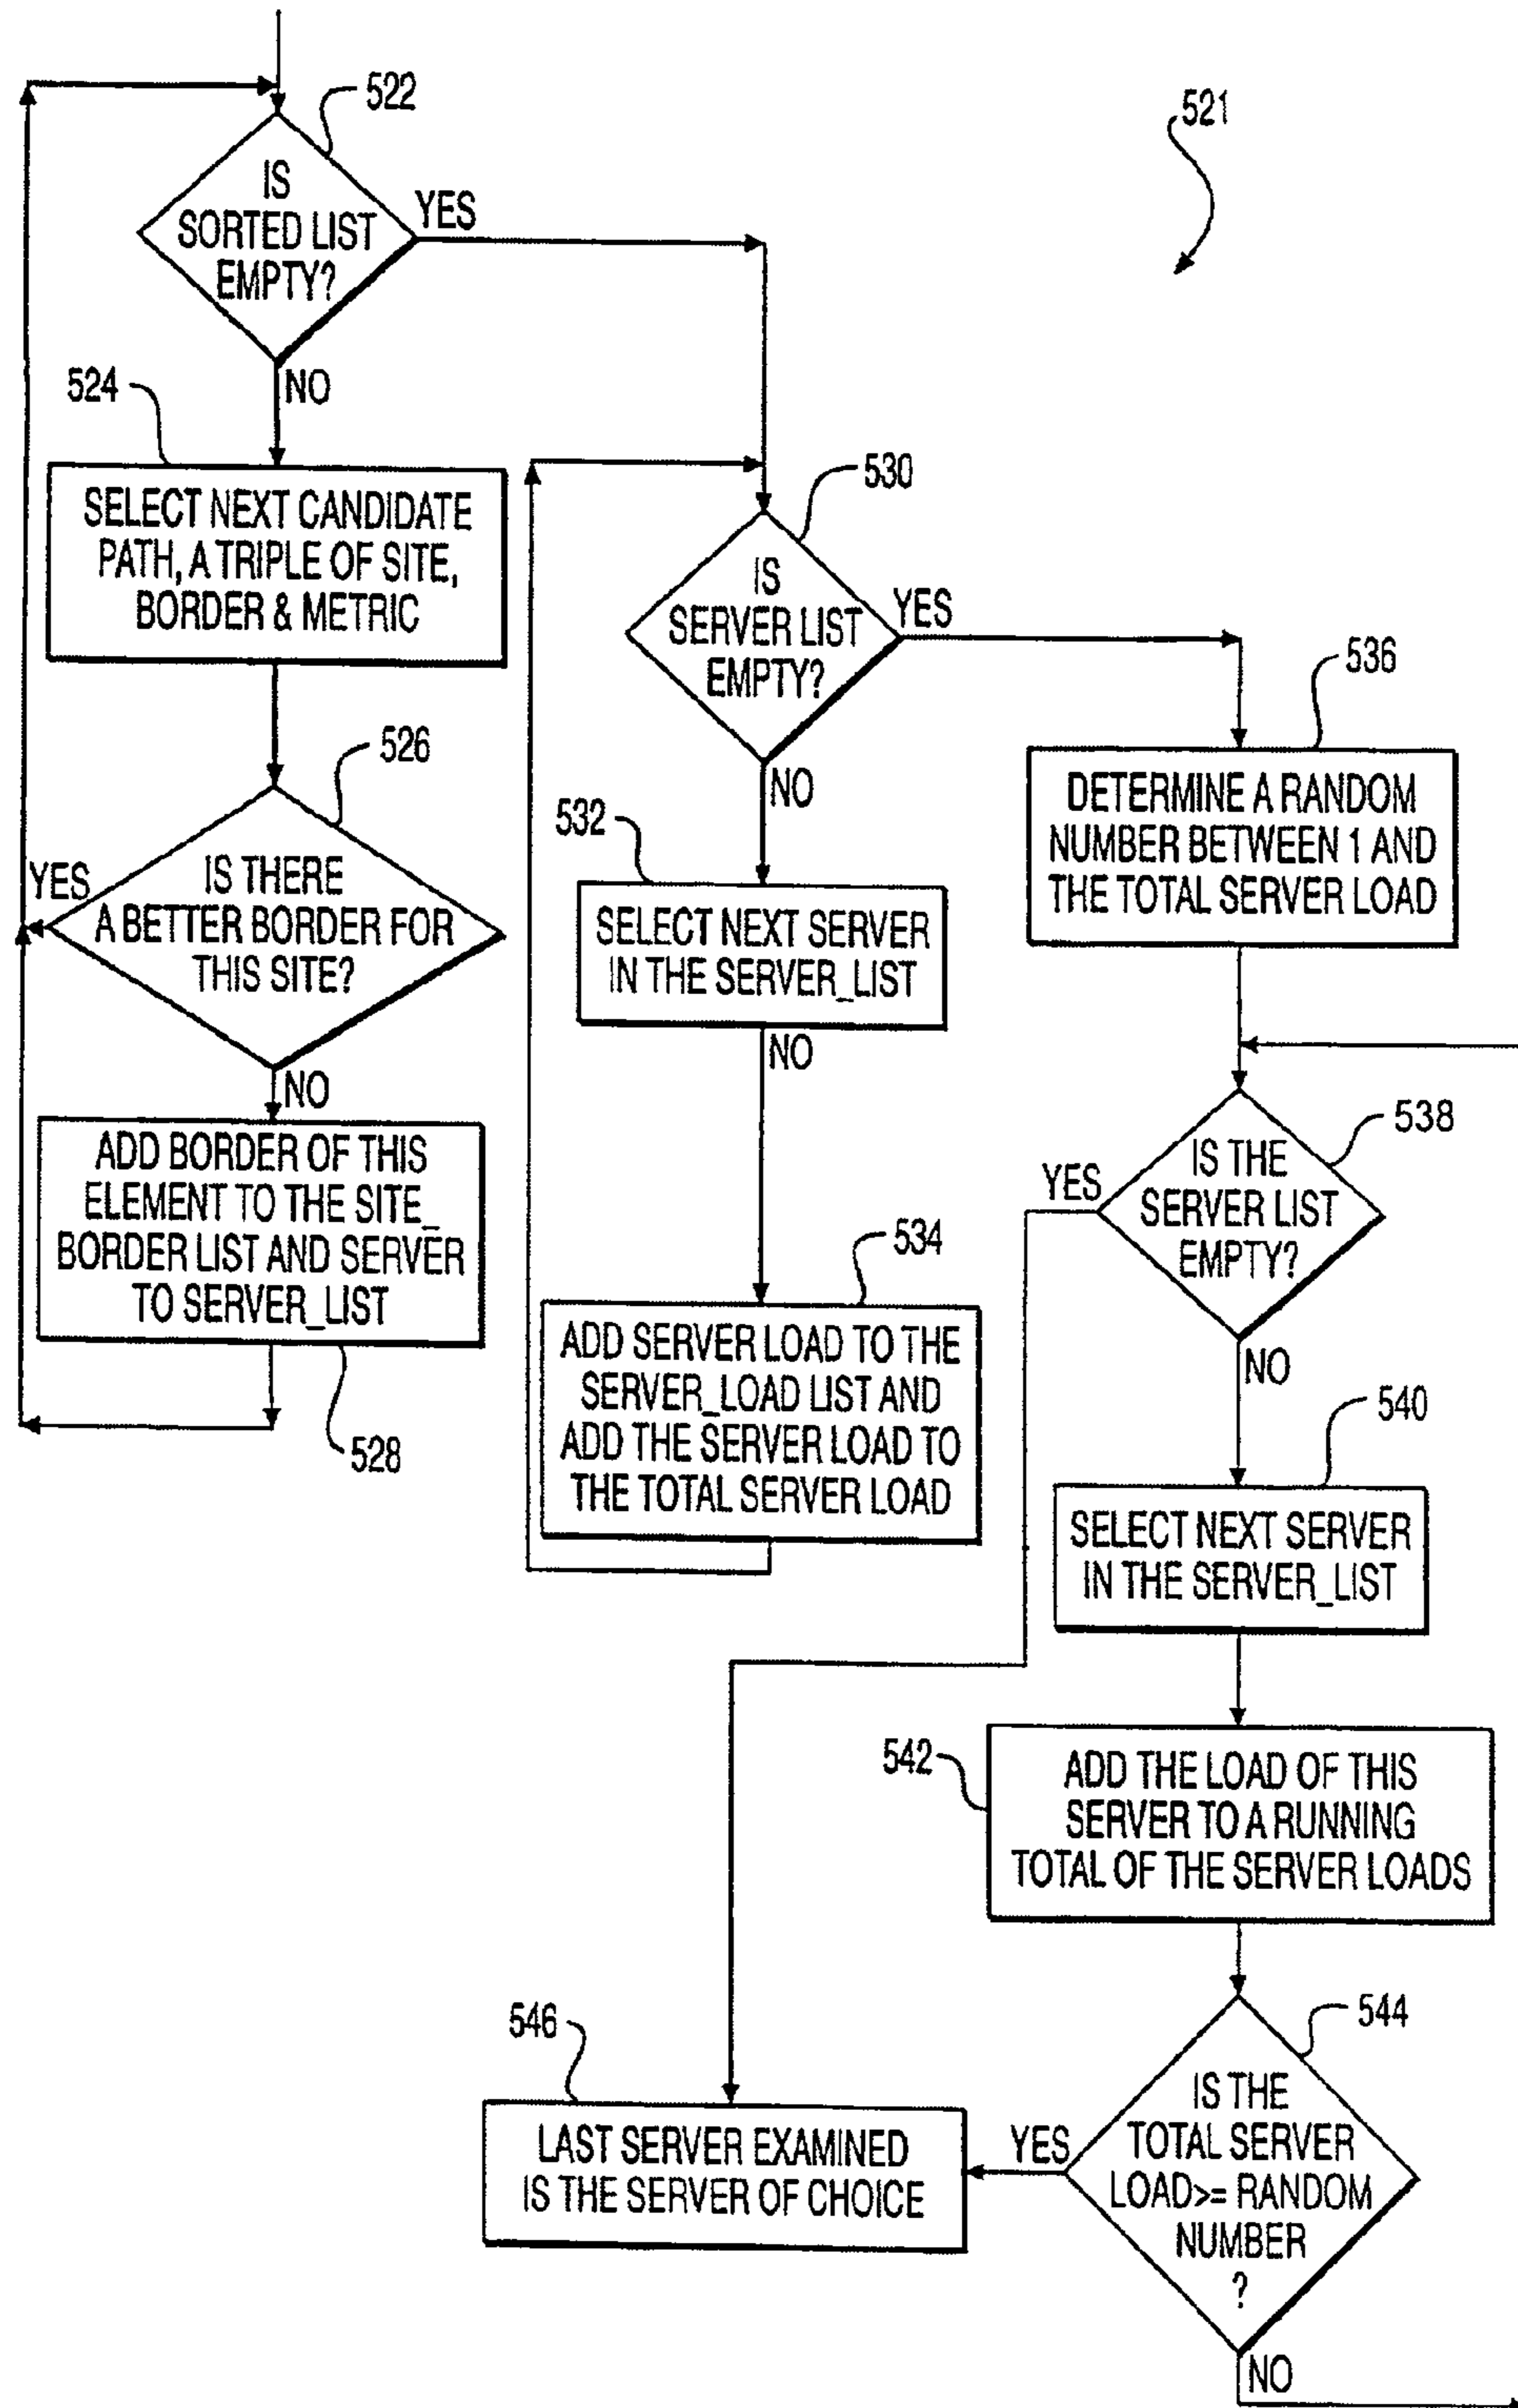 522
521
IS
SORTED LIST
EMPTY?
YES
NO
524
SELECT NEXT CANDIDATE
PATH, A TRIPLE OF SITE,
BORDER & METRIC
526
YES
IS THERE
A BETTER BORDER FOR
THIS SITE?
NO
ADD BORDER OF THIS
ELEMENT TO THE SITE_
BORDER LIST AND SERVER
TO SERVER_LIST
528
530
IS
SERVER LIST
EMPTY?
YES
NO
532
SELECT NEXT SERVER
IN THE SERVER_LIST
NO
534
ADD SERVER LOAD TO THE
SERVER_LOAD LIST AND
ADD THE SERVER LOAD TO
THE TOTAL SERVER LOAD
536
DETERMINE A RANDOM
NUMBER BETWEEN 1 AND
THE TOTAL SERVER LOAD
538
YES
IS THE
SERVER LIST
EMPTY?
NO
540
SELECT NEXT SERVER
IN THE SERVER_LIST
542
ADD THE LOAD OF THIS
SERVER TO A RUNNING
TOTAL OF THE SERVER LOADS
544
IS THE
TOTAL SERVER
LOAD>= RANDOM
NUMBER
?
YES
NO
546
LAST SERVER EXAMINED
IS THE SERVER OF CHOICE